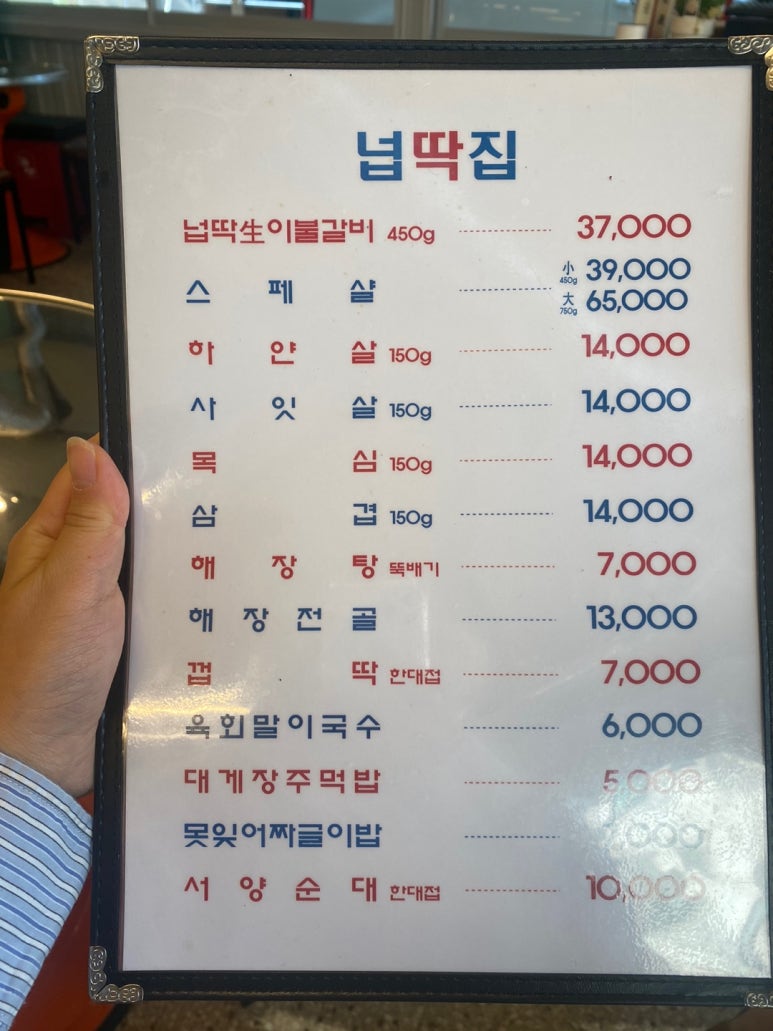 넙딱집
넙딱生이불갈비 450g 37,000
스페샬 小 450g 39,000
大 750g 65,000
하얀살 150g 14,000
사잇살 150g 14,000
목심 150g 14,000
삼겹 150g 14,000
해장탕 뚝배기 7,000
해장전골 13,000
껍딱 한대접 7,000
육회말이국수 6,000
대게장주먹밥 5,000
못잊어짜글이밥
서양순대 한대접 10,000